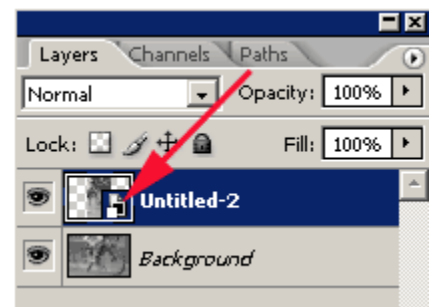 Layers Channels Paths
Normal Opacity: 100%
Lock: Fill: 100%
Untitled-2
Background